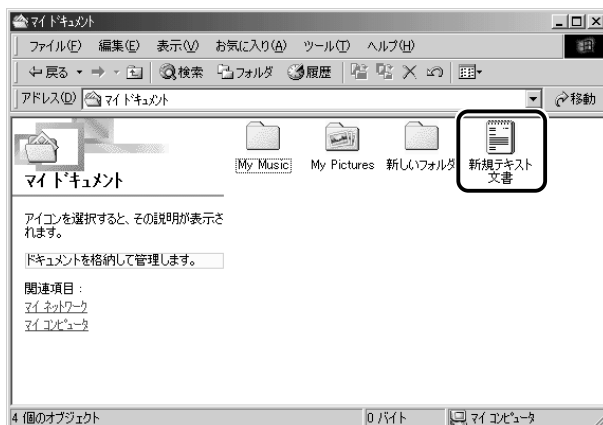 マイ ドキュメント
ファイル(F) 編集(E) 表示(V) お気に入り(A) ツール(T) ヘルプ(H)
戻る 検索 フォルダ 履歴
アドレス(D) マイ ドキュメント 移動
My Music My Pictures 新しいフォルダ 新規テキスト
文書
マイ ドキュメント
アイコンを選択すると、その説明が表示さ
れます。
ドキュメントを格納して管理します。
関連項目:
マイ ネットワーク
マイ コンピュータ
4 個のオブジェクト 0 バイト マイ コンピュータ